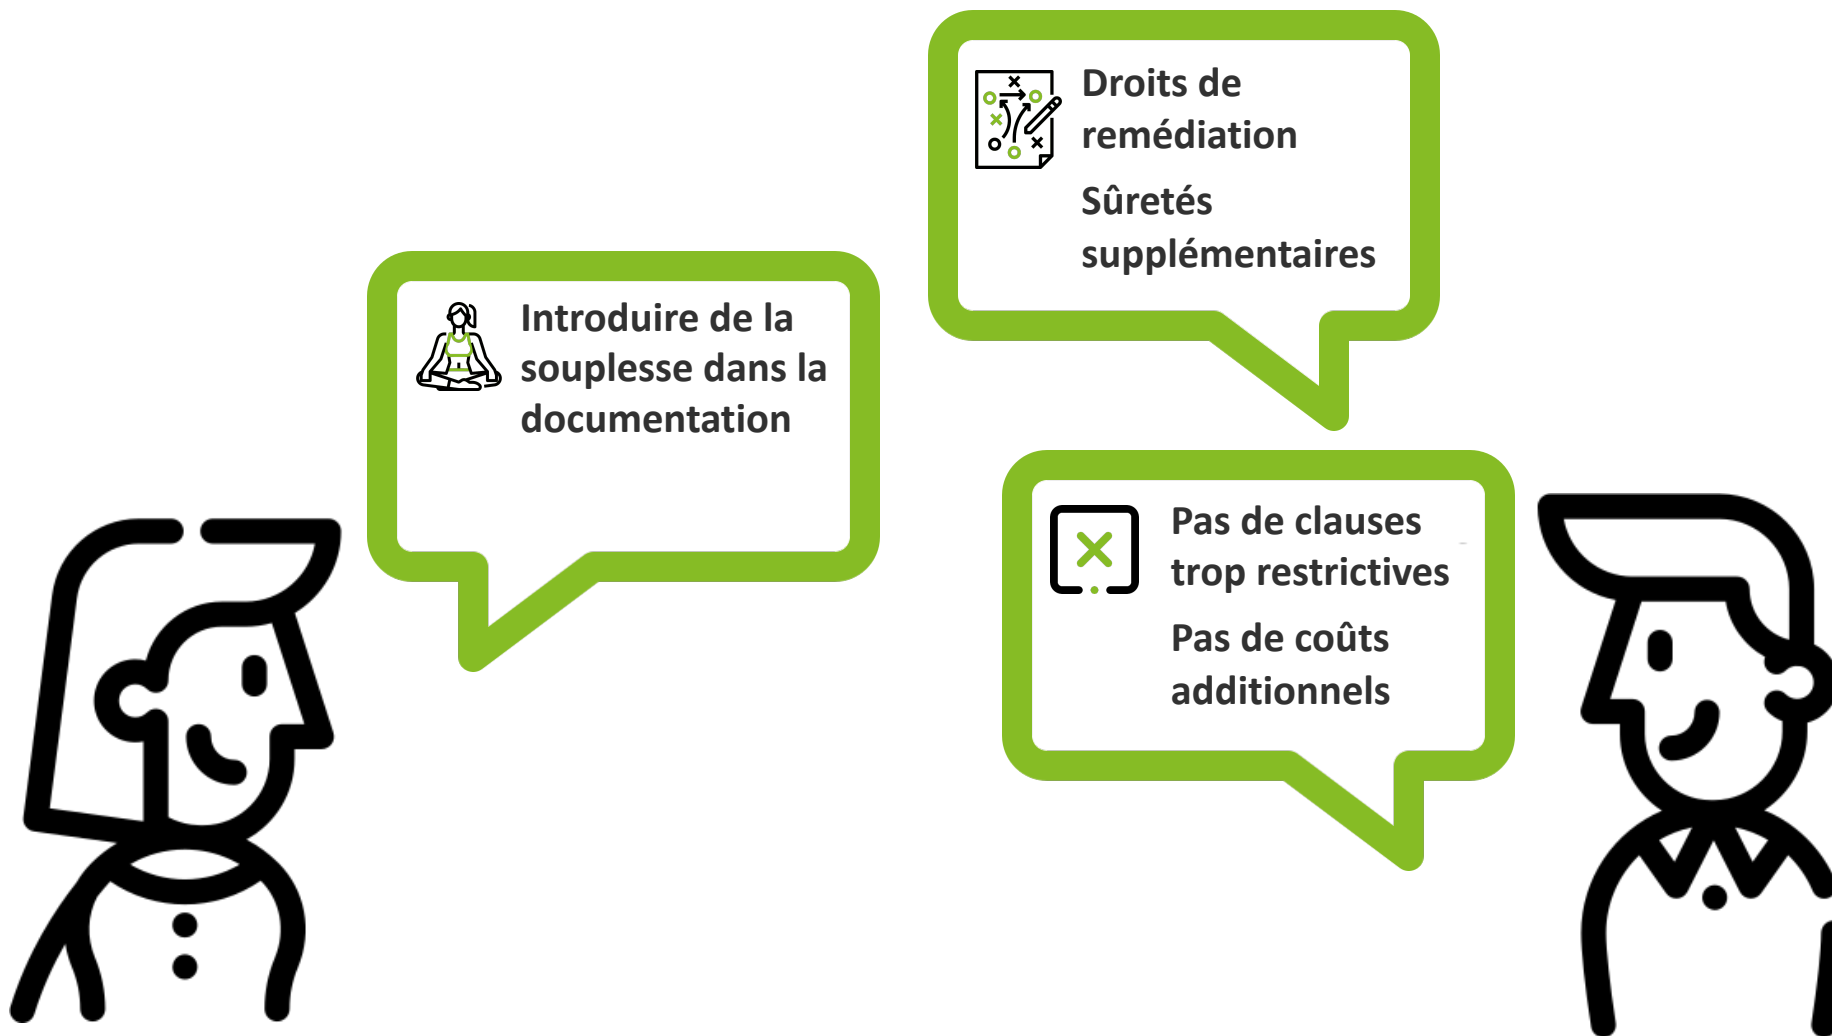 Droits de
remédiation
Sûretés
supplémentaires
Introduire de la
souplesse dans la
documentation
Pas de clauses
trop restrictives
Pas de coûts
additionnels